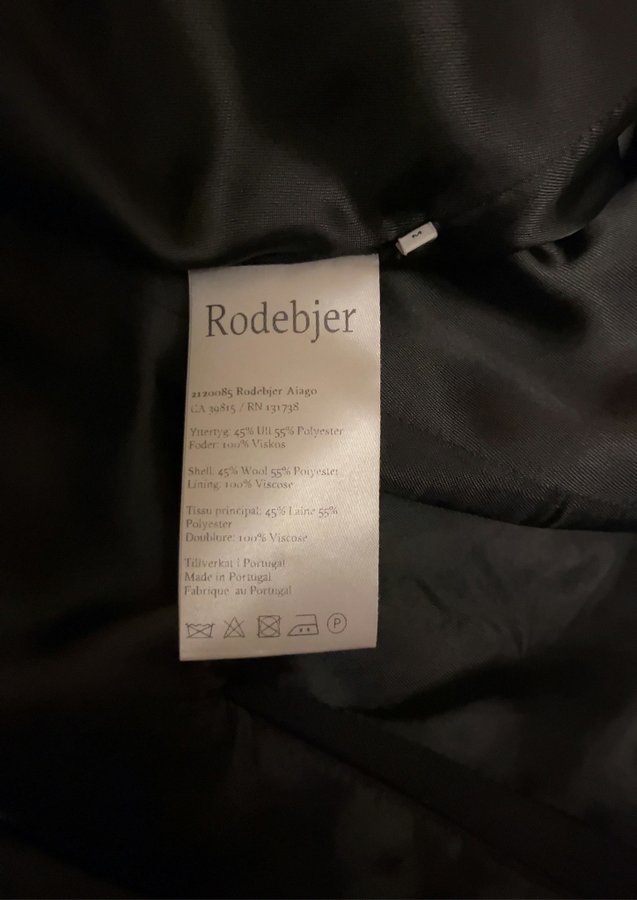 M
Rodebjer
2120085 Rodebjer Aiago
CA 39815 / RN 131738
Yttertyg: 45% Ull 55% Polyester
Foder: 100% Viskos
Shell: 45% Wool 55% Polyester
Lining: 100% Viscose
Tissu principal: 45% Laine 55%
Polyester
Doublure: 100% Viscose
Tillverkat i Portugal
Made in Portugal
Fabrique au Portugal
P